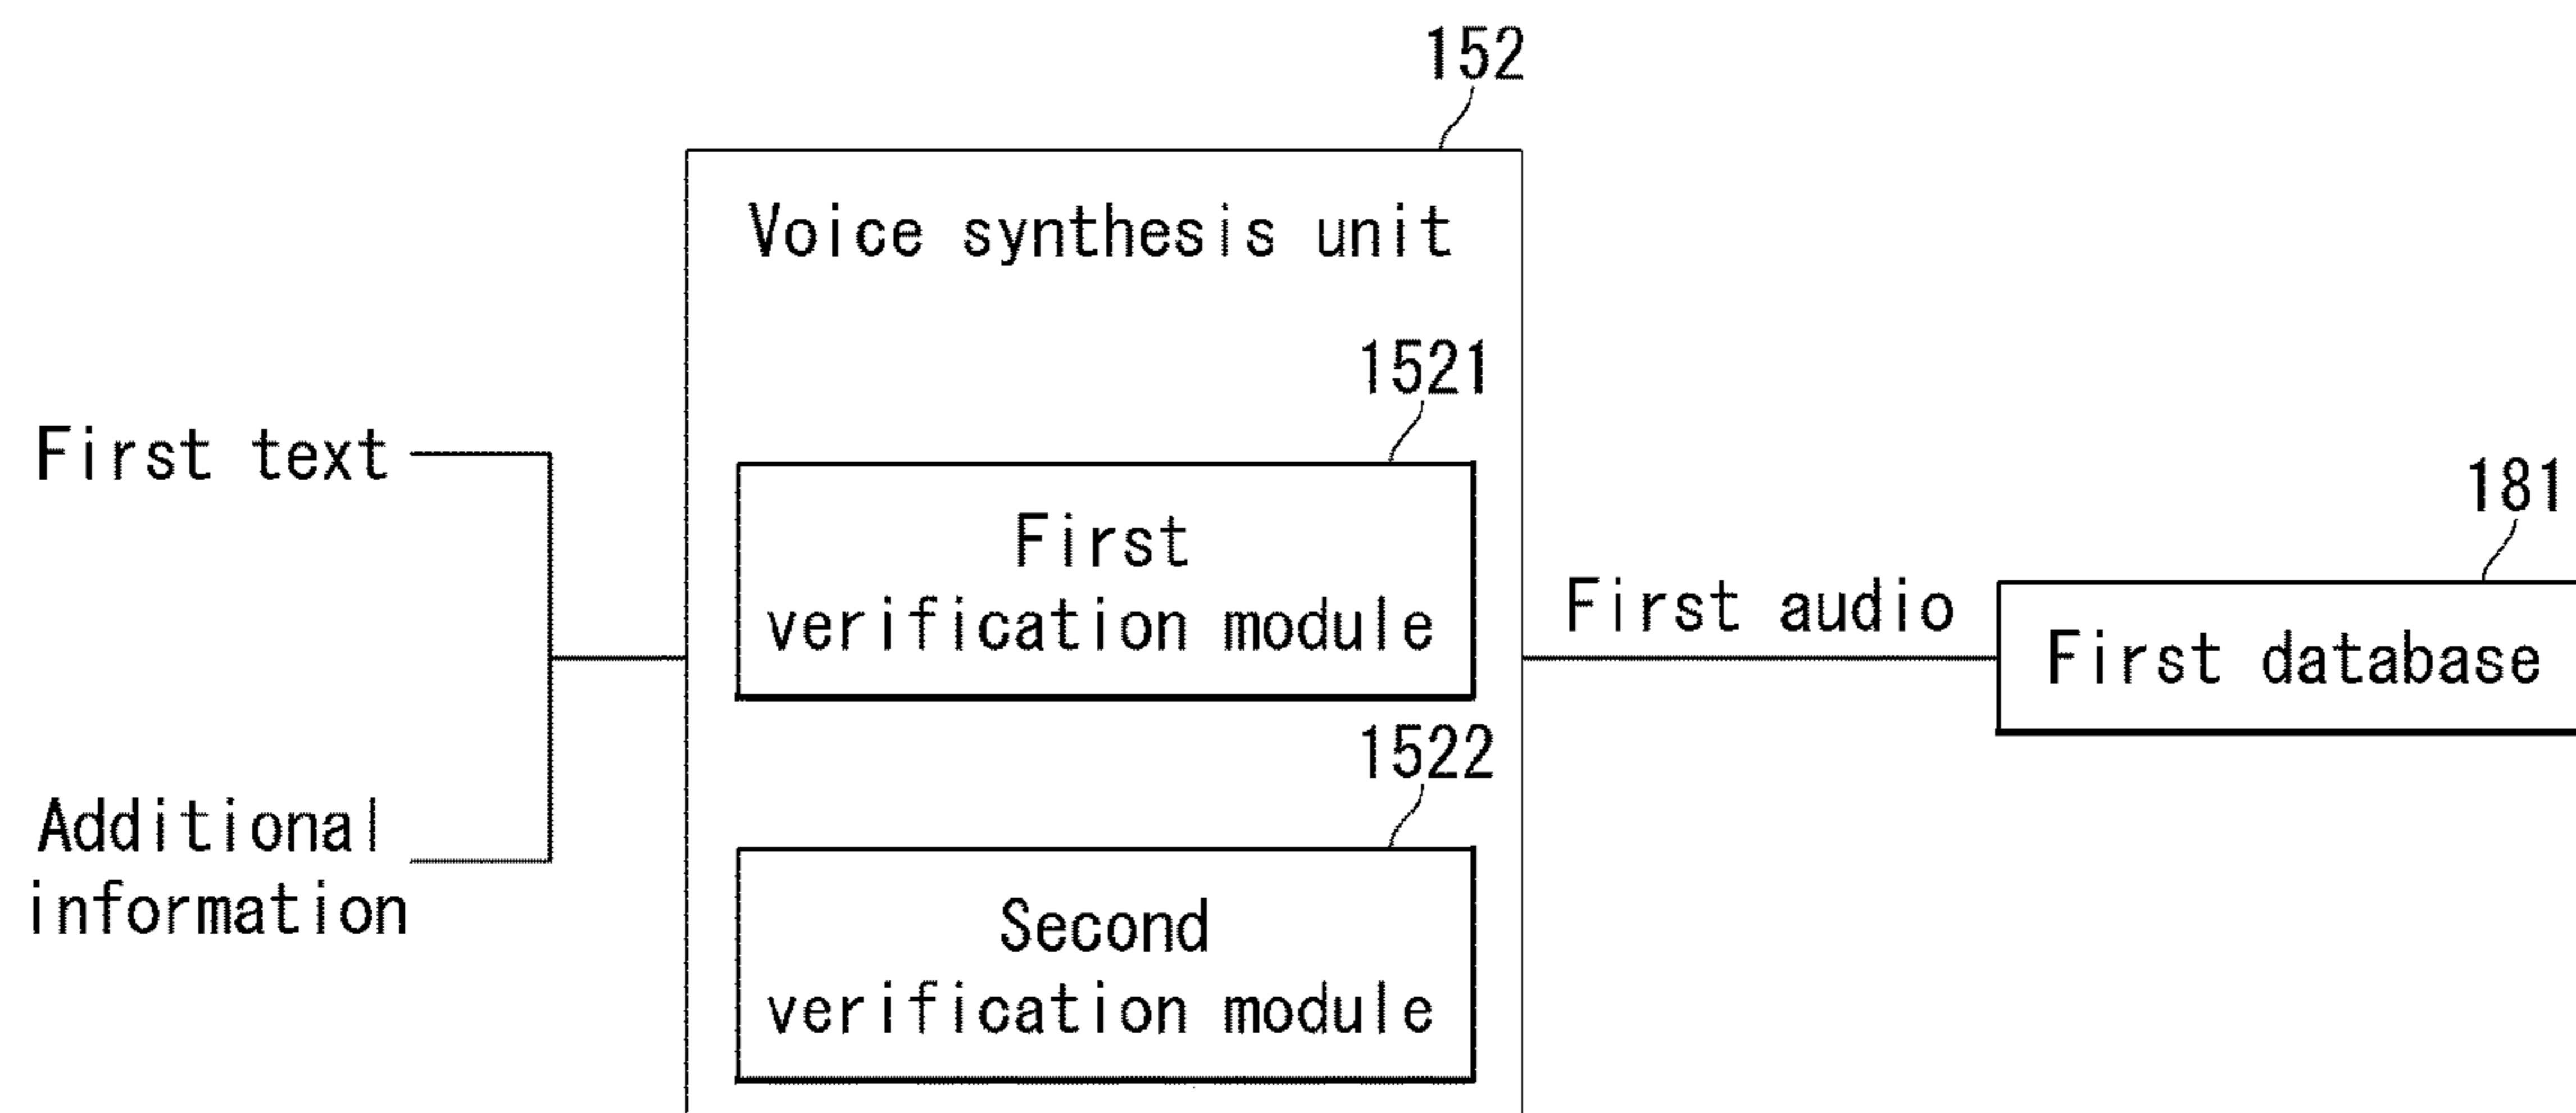 152
Voice synthesis unit
1521
First text
First
verification module
181
First audio
First database
1522
Additional
information
Second
verification module